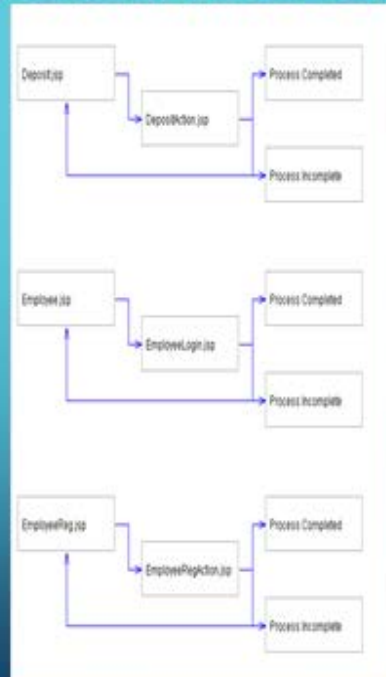 Deposit.jsp
Process Completed
DepositAction.jsp
Process Incomplete
Employee.jsp
Process Completed
EmployeeLogin.jsp
Process Incomplete
EmployeeReg.jsp
Process Completed
EmployeeRegAction.jsp
Process Incomplete